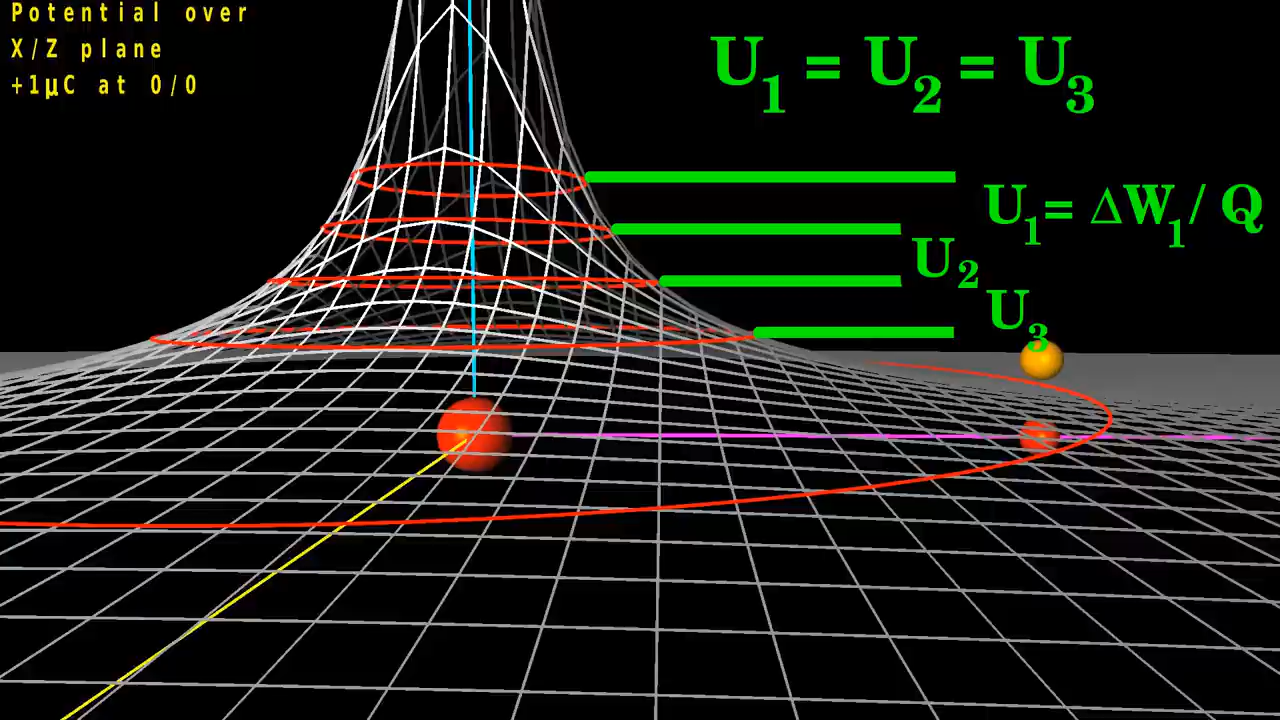 Potential over
X/Z plane
+1µC at 0/0
U₁ = U₂ = U₃
U₁= ΔW₁/ Q
U₂
U₃